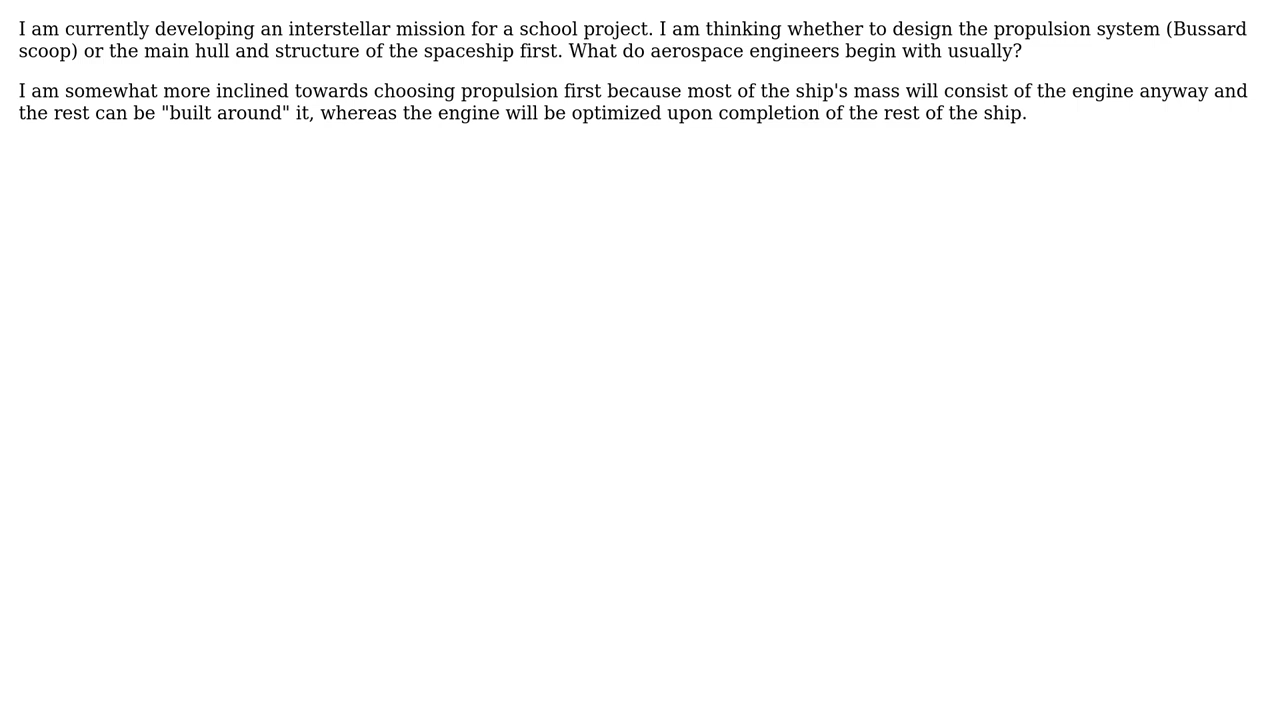 I am currently developing an interstellar mission for a school project. I am thinking whether to design the propulsion system (Bussard
scoop) or the main hull and structure of the spaceship first. What do aerospace engineers begin with usually?
I am somewhat more inclined towards choosing propulsion first because most of the ship's mass will consist of the engine anyway and
the rest can be "built around" it, whereas the engine will be optimized upon completion of the rest of the ship.